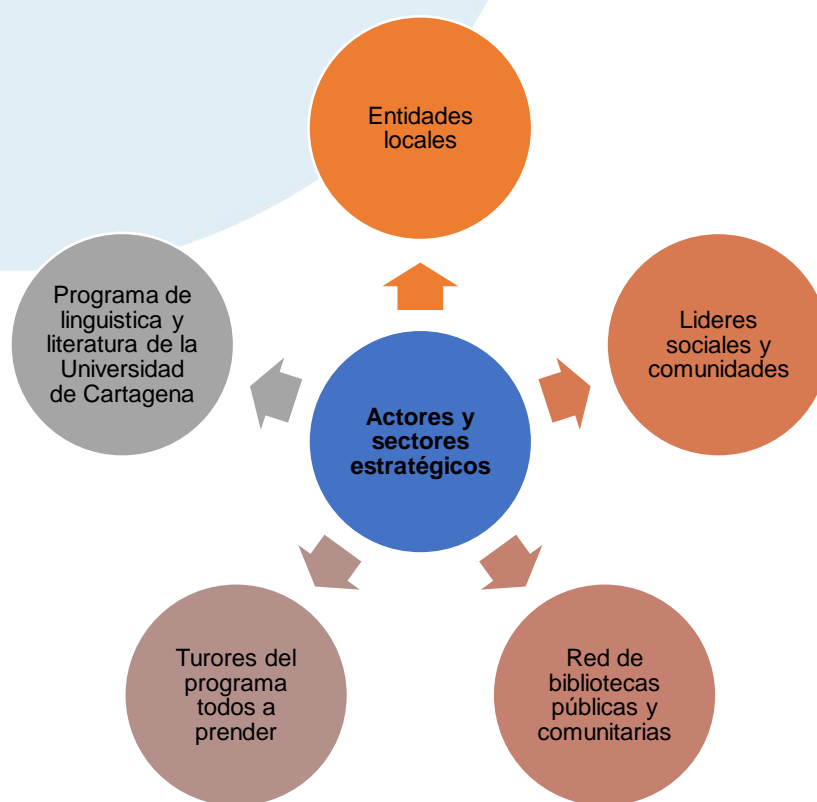 Entidades
locales
Programa de
linguistica y
literatura de la
Universidad
de Cartagena
Lideres
sociales y
comunidades
Actores y
sectores
estratégicos
Turores del
programa
todos a
prender
Red de
bibliotecas
públicas y
comunitarias